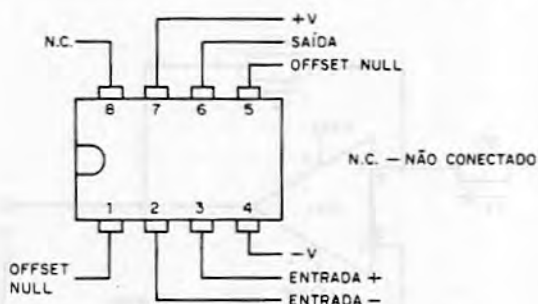 +V
N.C.
SAÍDA
OFFSET NULL
8 7 6 5
N.C. — NÃO CONECTADO
1 2 3 4
−V
OFFSET
NULL
ENTRADA +
ENTRADA −